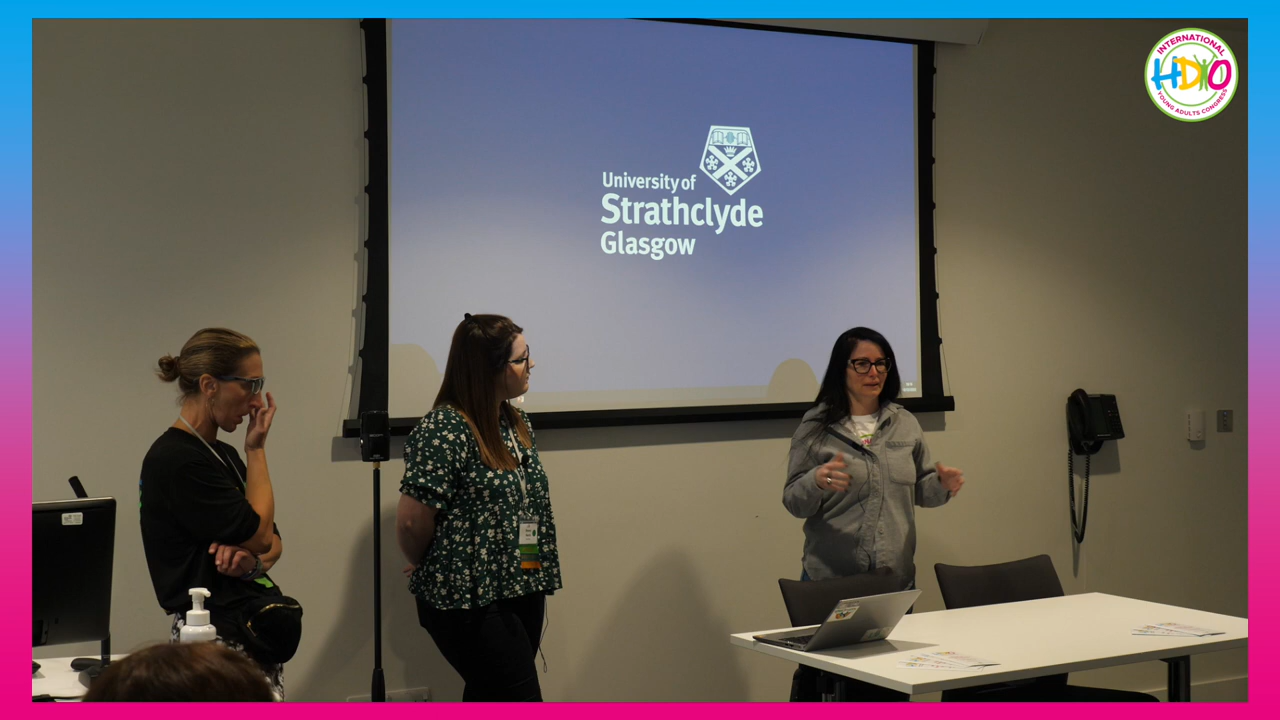 INTERNATIONAL
HDYO
YOUNG ADULTS CONGRESS
University of
Strathclyde
Glasgow